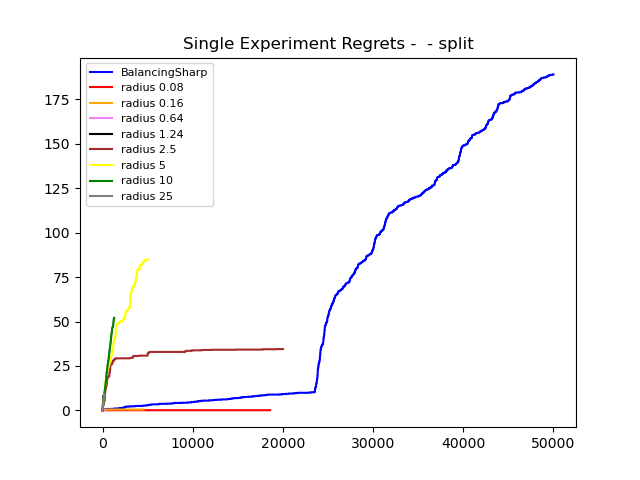 Single Experiment Regrets -  - split
BalancingSharp
radius 0.08
radius 0.16
radius 0.64
radius 1.24
radius 2.5
radius 5
radius 10
radius 25
175
150
125
100
75
50
25
0
0 10000 20000 30000 40000 50000